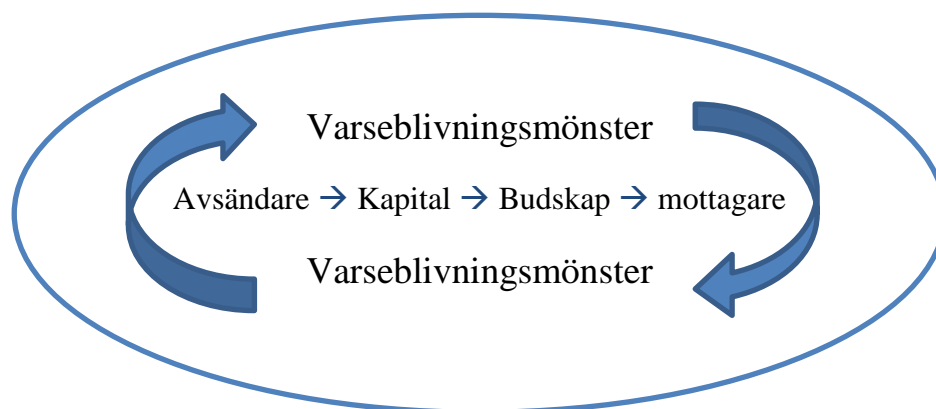 Varseblivningsmönster
Avsändare → Kapital → Budskap → mottagare
Varseblivningsmönster